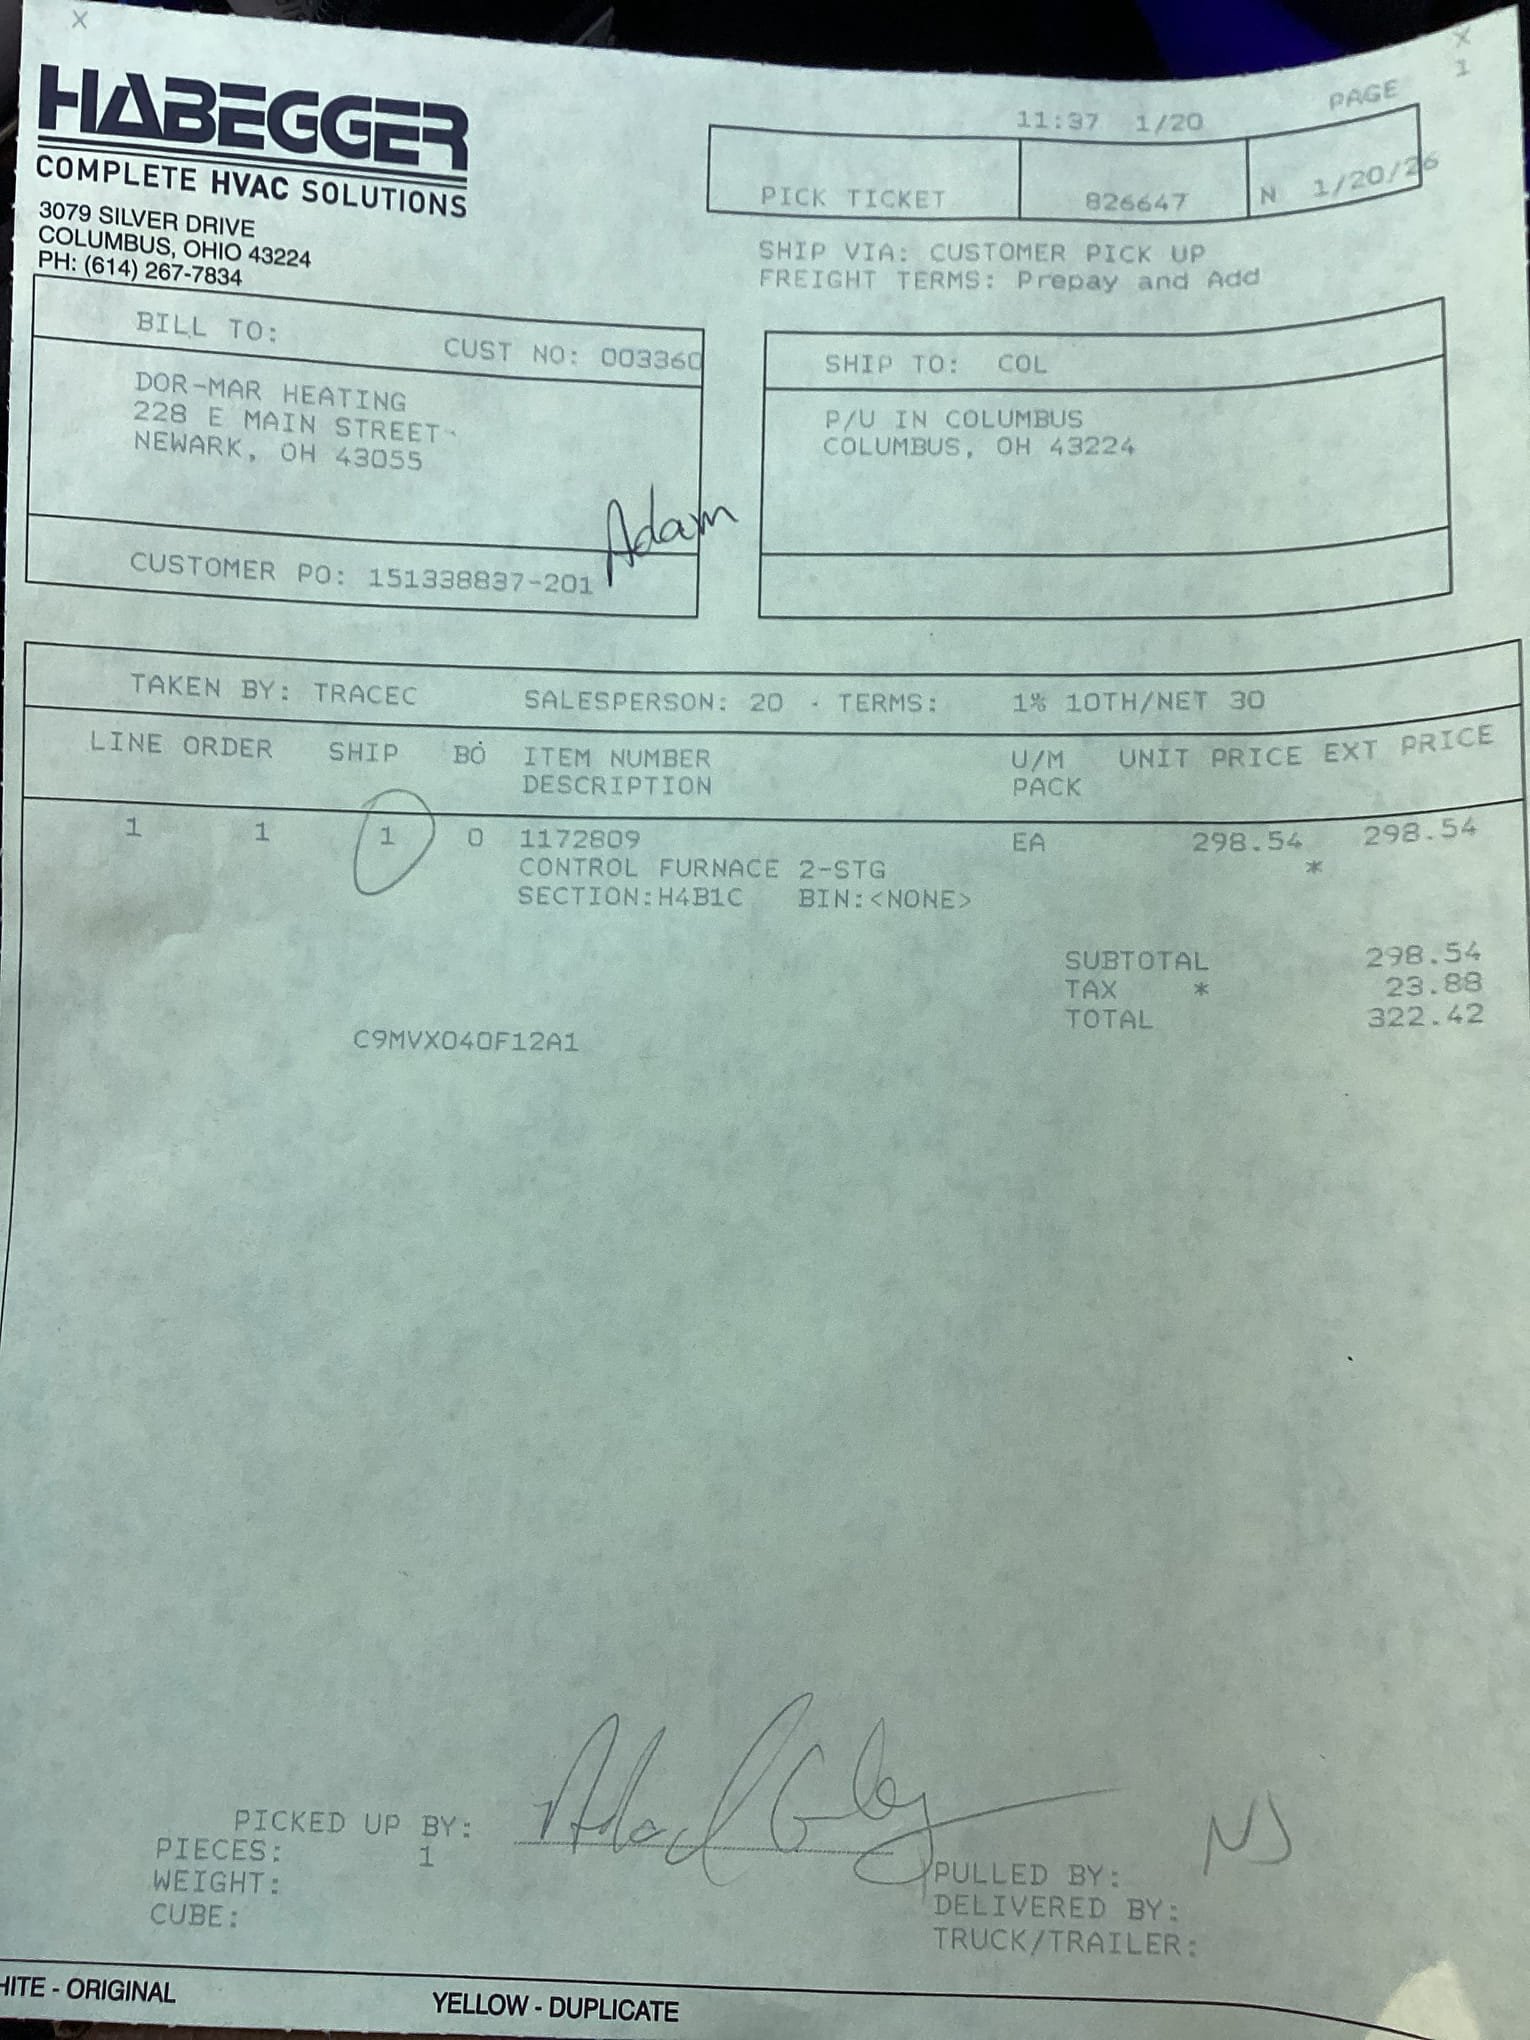 X
X
1
HABEGGER
COMPLETE HVAC SOLUTIONS
3079 SILVER DRIVE
COLUMBUS, OHIO 43224
PH: (614) 267-7834
11:37 1/20 PAGE
PICK TICKET 826647 N 1/20/26
SHIP VIA: CUSTOMER PICK UP
FREIGHT TERMS: Prepay and Add
BILL TO: CUST NO: 003360
DOR-MAR HEATING
228 E MAIN STREET
NEWARK, OH 43055
Adam
CUSTOMER PO: 151338837-201
SHIP TO: COL
P/U IN COLUMBUS
COLUMBUS, OH 43224
TAKEN BY: TRACEC SALESPERSON: 20 - TERMS: 1% 10TH/NET 30
LINE ORDER SHIP BO ITEM NUMBER U/M UNIT PRICE EXT PRICE
DESCRIPTION PACK
1 1 1 0 1172809 EA 298.54 298.54
CONTROL FURNACE 2-STG *
SECTION:H4B1C BIN:<NONE>
SUBTOTAL 298.54
TAX * 23.88
TOTAL 322.42
C9MVX040F12A1
PICKED UP BY:
PIECES: 1
WEIGHT:
CUBE:
PULLED BY: NJ
DELIVERED BY:
TRUCK/TRAILER:
HITE - ORIGINAL YELLOW - DUPLICATE